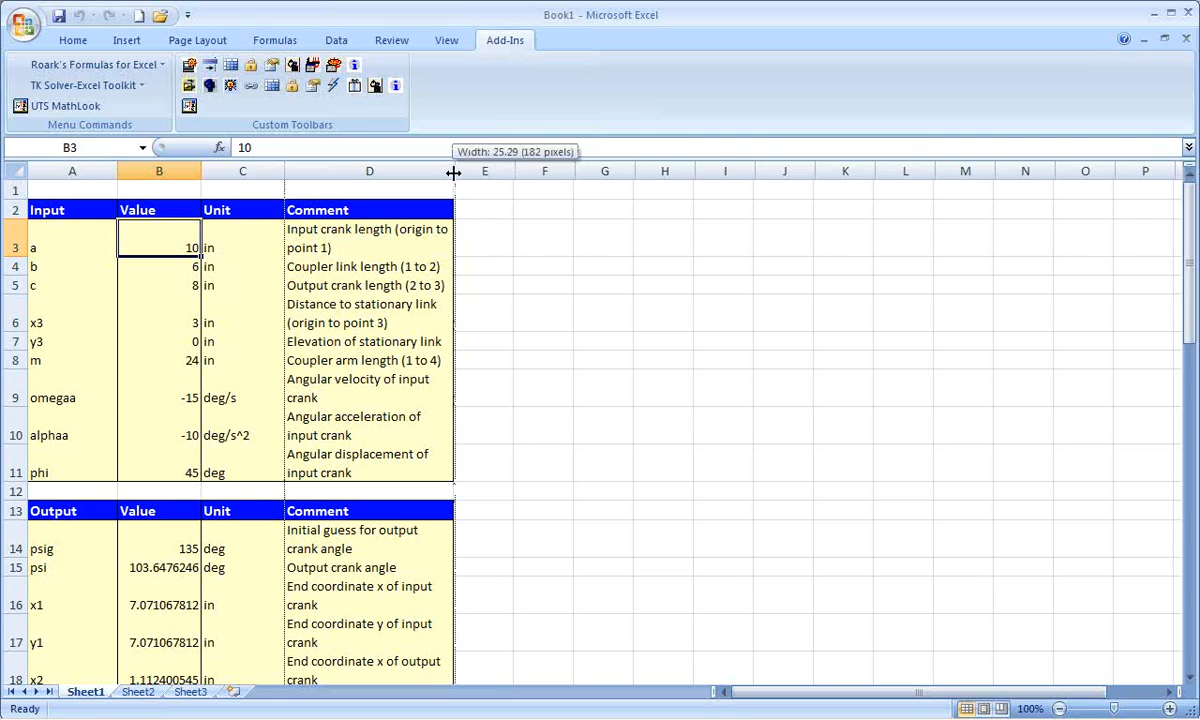 Book1 - Microsoft Excel
Home Insert Page Layout Formulas Data Review View Add-Ins
Roark's Formulas for Excel
TK Solver-Excel Toolkit
UTS MathLook
Menu Commands Custom Toolbars
B3 fx 10
Width: 25.29 (182 pixels)
A B C D E F G H I J K L M N O P
1
2 Input Value Unit Comment
Input crank length (origin to
3 a 10 in point 1)
4 b 6 in Coupler link length (1 to 2)
5 c 8 in Output crank length (2 to 3)
Distance to stationary link
6 x3 3 in (origin to point 3)
7 y3 0 in Elevation of stationary link
8 m 24 in Coupler arm length (1 to 4)
Angular velocity of input
9 omegaa -15 deg/s crank
Angular acceleration of
10 alphaa -10 deg/s^2 input crank
Angular displacement of
11 phi 45 deg input crank
12
13 Output Value Unit Comment
Initial guess for output
14 psig 135 deg crank angle
15 psi 103.6476246 deg Output crank angle
End coordinate x of input
16 x1 7.071067812 in crank
End coordinate y of input
17 y1 7.071067812 in crank
End coordinate x of output
18 x2 1.112400545 in crank
Sheet1 Sheet2 Sheet3
Ready 100%